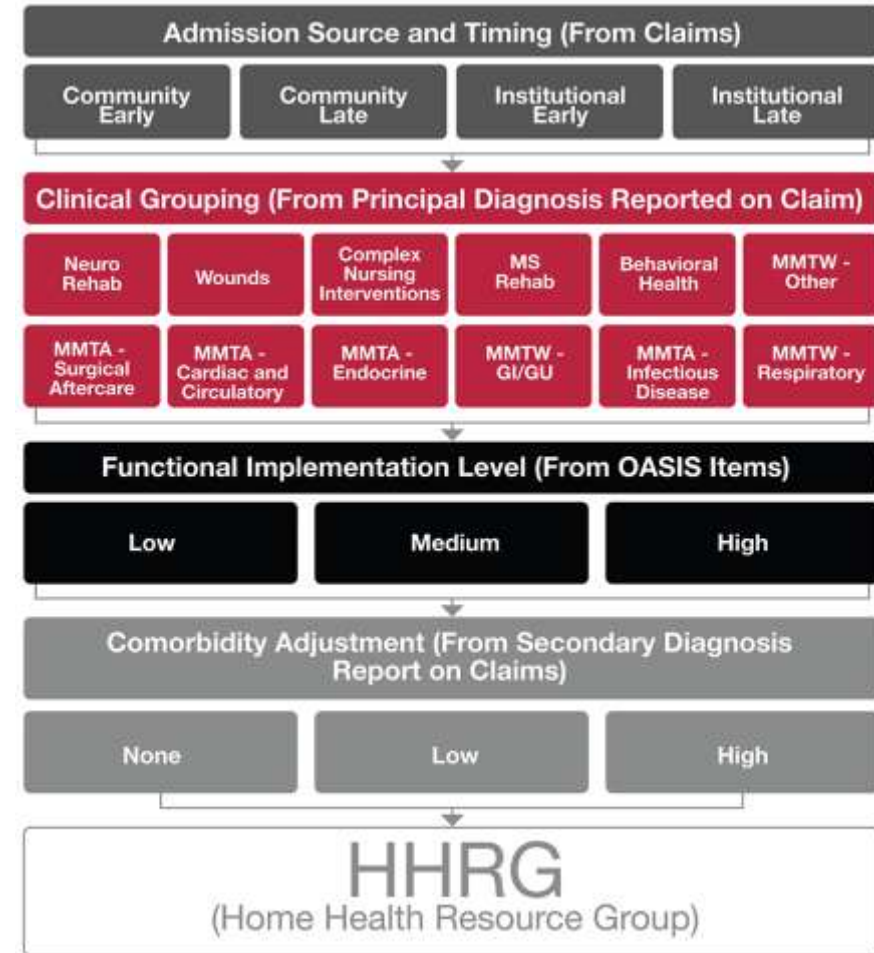 Admission Source and Timing (From Claims)
Community
Early
Community
Late
Institutional
Early
Institutional
Late
Clinical Grouping (From Principal Diagnosis Reported on Claim)
Neuro
Rehab
Wounds
Complex
Nursing
Interventions
MS
Rehab
Behavioral
Health
MMTW -
Other
MMTA -
Surgical
Aftercare
MMTA -
Cardiac and
Circulatory
MMTA -
Endocrine
MMTW -
GI/GU
MMTA -
Infectious
Disease
MMTW -
Respiratory
Functional Implementation Level (From OASIS Items)
Low
Medium
High
Comorbidity Adjustment (From Secondary Diagnosis
Report on Claims)
None
Low
High
HHRG
(Home Health Resource Group)